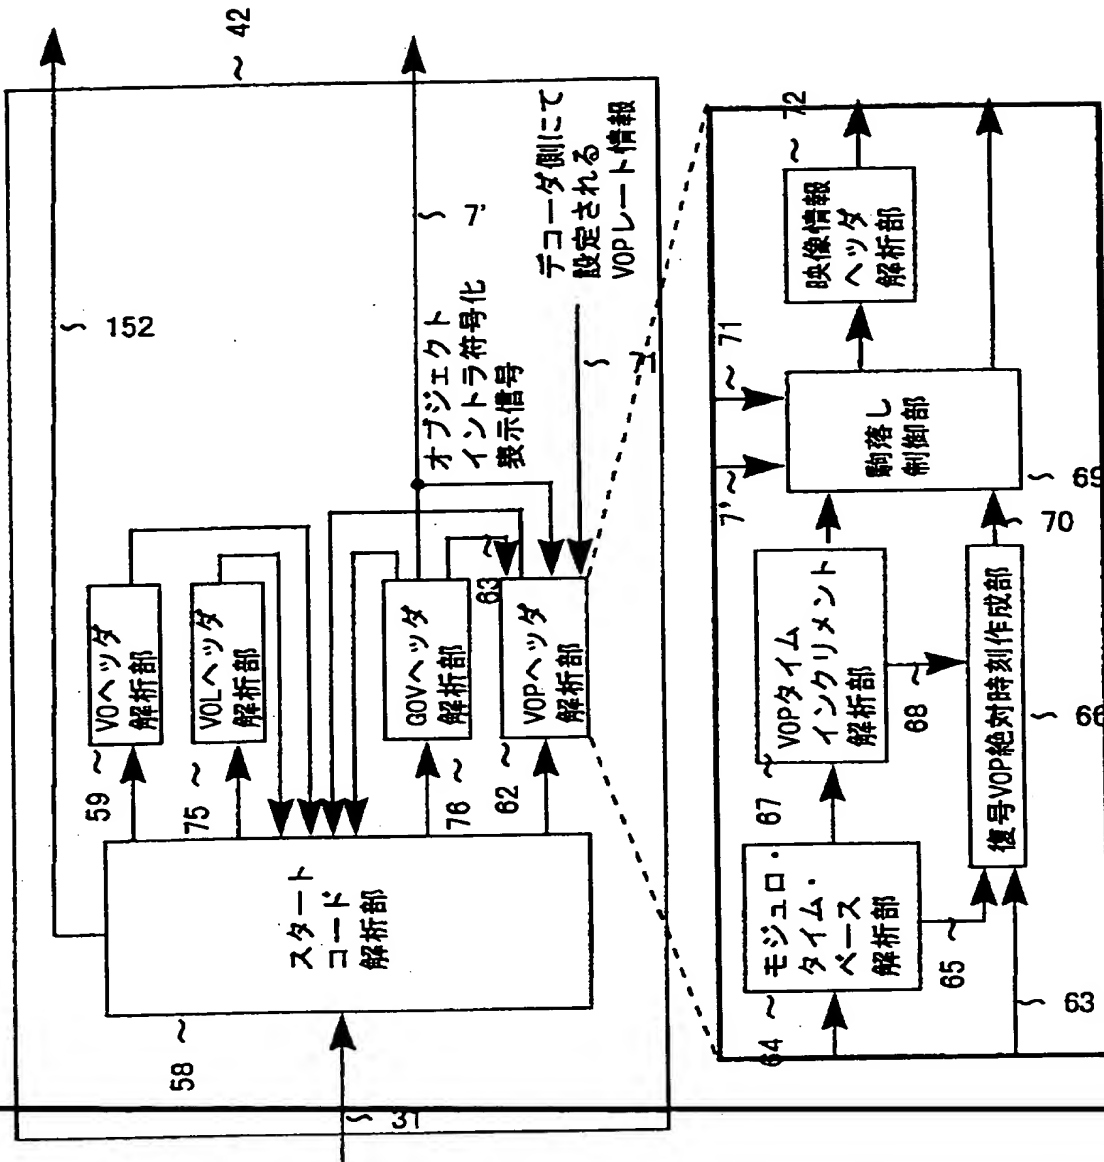 42
152
7'
オブジェクト
イントラ符号化
表示信号
デコーダ側にて
設定される
VOPレート情報
71
VOヘッダ
解析部
59
VOLヘッダ
解析部
75
GOVヘッダ
解析部
76
63
VOPヘッダ
解析部
62
スタート
コード
解析部
58
31
72
映像情報
ヘッダ
解析部
71
7'
駒落し
制御部
69
70
VOPタイム
インクリメント
解析部
67
68
復号VOP絶対時刻作成部
66
モジュロ・
タイム・
ベース
解析部
64
65
63